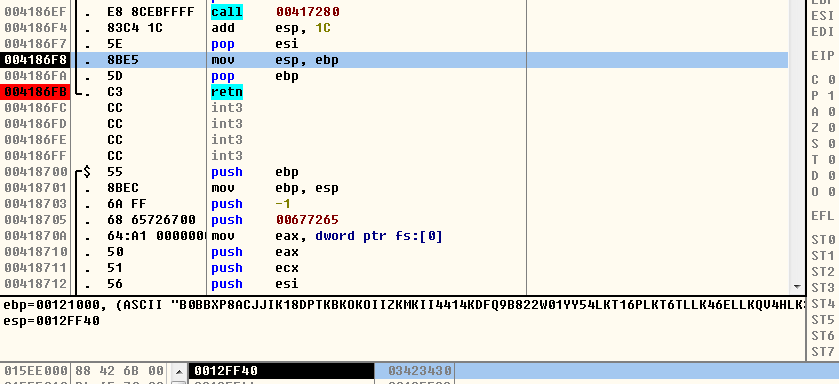 004186EF . E8 8CEBFFFF call 00417280
004186F4 . 83C4 1C add esp, 1C
004186F7 . 5E pop esi
004186F8 . 8BE5 mov esp, ebp
004186FA . 5D pop ebp
004186FB . C3 retn
004186FC CC int3
004186FD CC int3
004186FE CC int3
004186FF CC int3
00418700 $ 55 push ebp
00418701 . 8BEC mov ebp, esp
00418703 . 6A FF push -1
00418705 . 68 65726700 push 00677265
0041870A . 64:A1 0000000 mov eax, dword ptr fs:[0]
00418710 . 50 push eax
00418711 . 51 push ecx
00418712 . 56 push esi
ebp=00121000, (ASCII "B0BBXP8ACJJIK18DPTKBKOKOIIZKMKII4414KDFQ9B822W01YY54LKT16PLKT6TLLK46ELLKQV4HLK
esp=0012FF40
015EE000 88 42 6B 00 0012FF40 03423430
ESI
EDI
EIP
C 0
P 1
A 0
Z 0
S 0
T 0
D 0
O 0
EFL
ST0
ST1
ST2
ST3
ST4
ST5
ST6
ST7